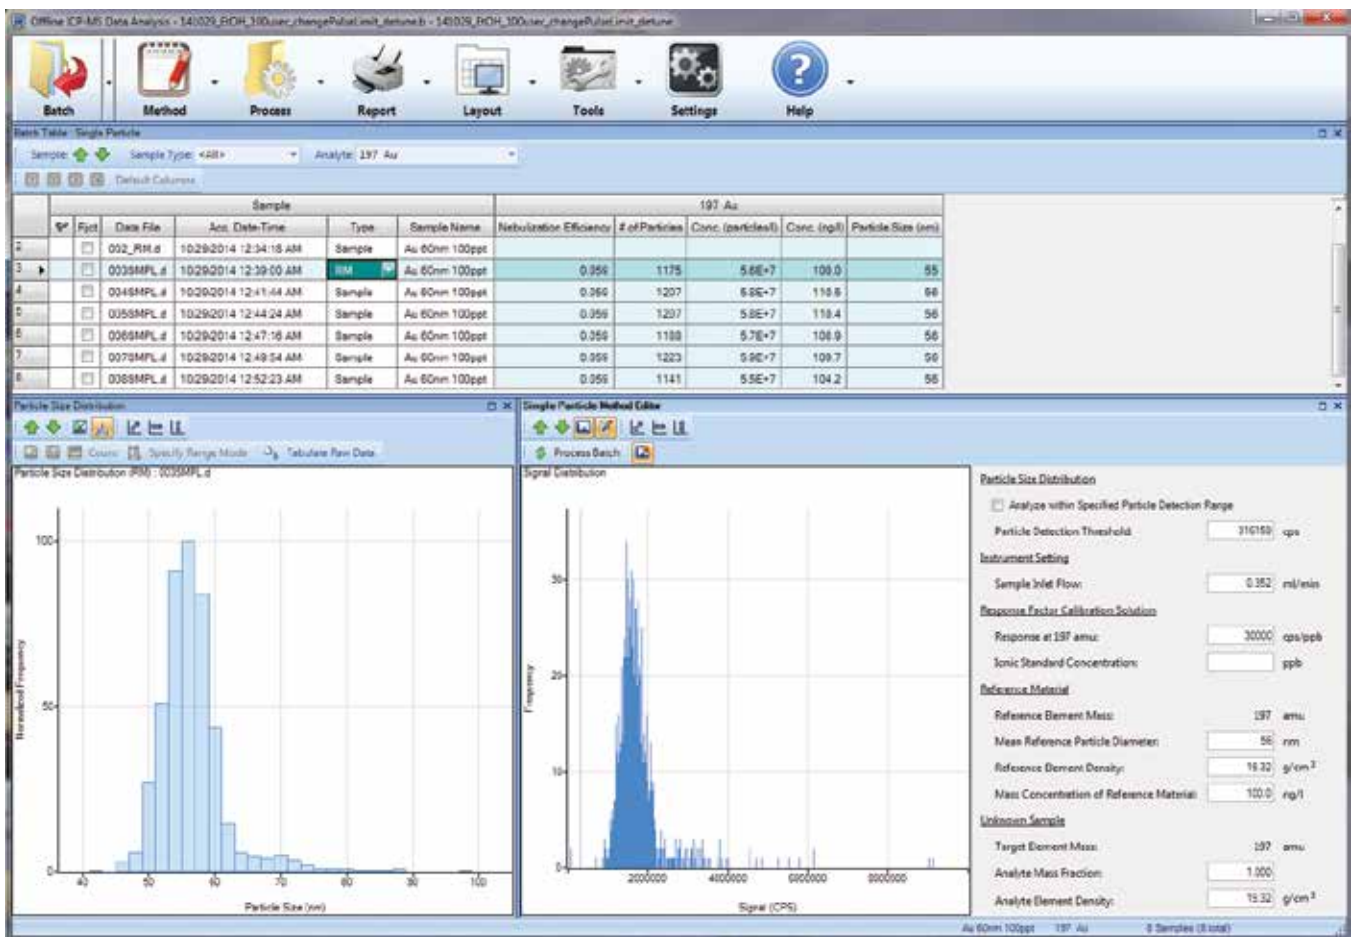 Offline ICP-MS Data Analysis - 141029_EtOH_100usec_changePulseLimit_detune.b - 141029_EtOH_100usec_changePulseLimit_detune
Batch Method Process Report Layout Tools Settings Help
Batch Table : Single Particle
Sample: Sample Type: <All> Analyte: 197 Au
Default Columns
Sample 197 Au
Rjct Data File Acq. Date-Time Type Sample Name Nebulization Efficiency # of Particles Conc. (particles/l) Conc. (ng/l) Particle Size (nm)
2 002_RM.d 10/29/2014 12:34:18 AM Sample Au 60nm 100ppt
3 003SMPL.d 10/29/2014 12:39:00 AM RM Au 60nm 100ppt 0.059 1175 5.6E+7 100.0 55
4 004SMPL.d 10/29/2014 12:41:44 AM Sample Au 60nm 100ppt 1207 5.8E+7 56
5 005SMPL.d 10/29/2014 12:44:24 AM Sample Au 60nm 100ppt 0.059 1207 5.8E+7 56
6 006SMPL.d 10/29/2014 12:47:16 AM Sample Au 60nm 100ppt 0.059 5.7E+7 56
7 007SMPL.d 10/29/2014 12:49:54 AM Sample Au 60nm 100ppt 0.059 1223 5.9E+7 109.7 56
8 008SMPL.d 10/29/2014 12:52:23 AM Sample Au 60nm 100ppt 0.059 1141 5.5E+7 104.2 56
Particle Size Distribution
Count Specify Range Mode Tabulate Raw Data
Particle Size Distribution (RM) : 003SMPL.d
100
50
0
Normalized Frequency
40 50 60 70 80 90 100
Particle Size (nm)
Single Particle Method Editor
Process Batch
Signal Distribution
30
20
10
0
Frequency
2000000 4000000 6000000 8000000
Signal (CPS)
Particle Size Distribution
Analyze within Specified Particle Detection Range
Particle Detection Threshold: cps
Instrument Setting
Sample Inlet Flow: 0.352 ml/min
Response Factor Calibration Solution
Response at 197 amu: 30000 cps/ppb
Ionic Standard Concentration: ppb
Reference Material
Reference Element Mass: 197 amu
Mean Reference Particle Diameter: 56 nm
Reference Element Density: g/cm3
Mass Concentration of Reference Material: 100.0 ng/l
Unknown Sample
Target Element Mass: 197 amu
Analyte Mass Fraction: 1.000
Analyte Element Density: g/cm3
Au 60nm 100ppt 197 Au 8 Samples (8 total)